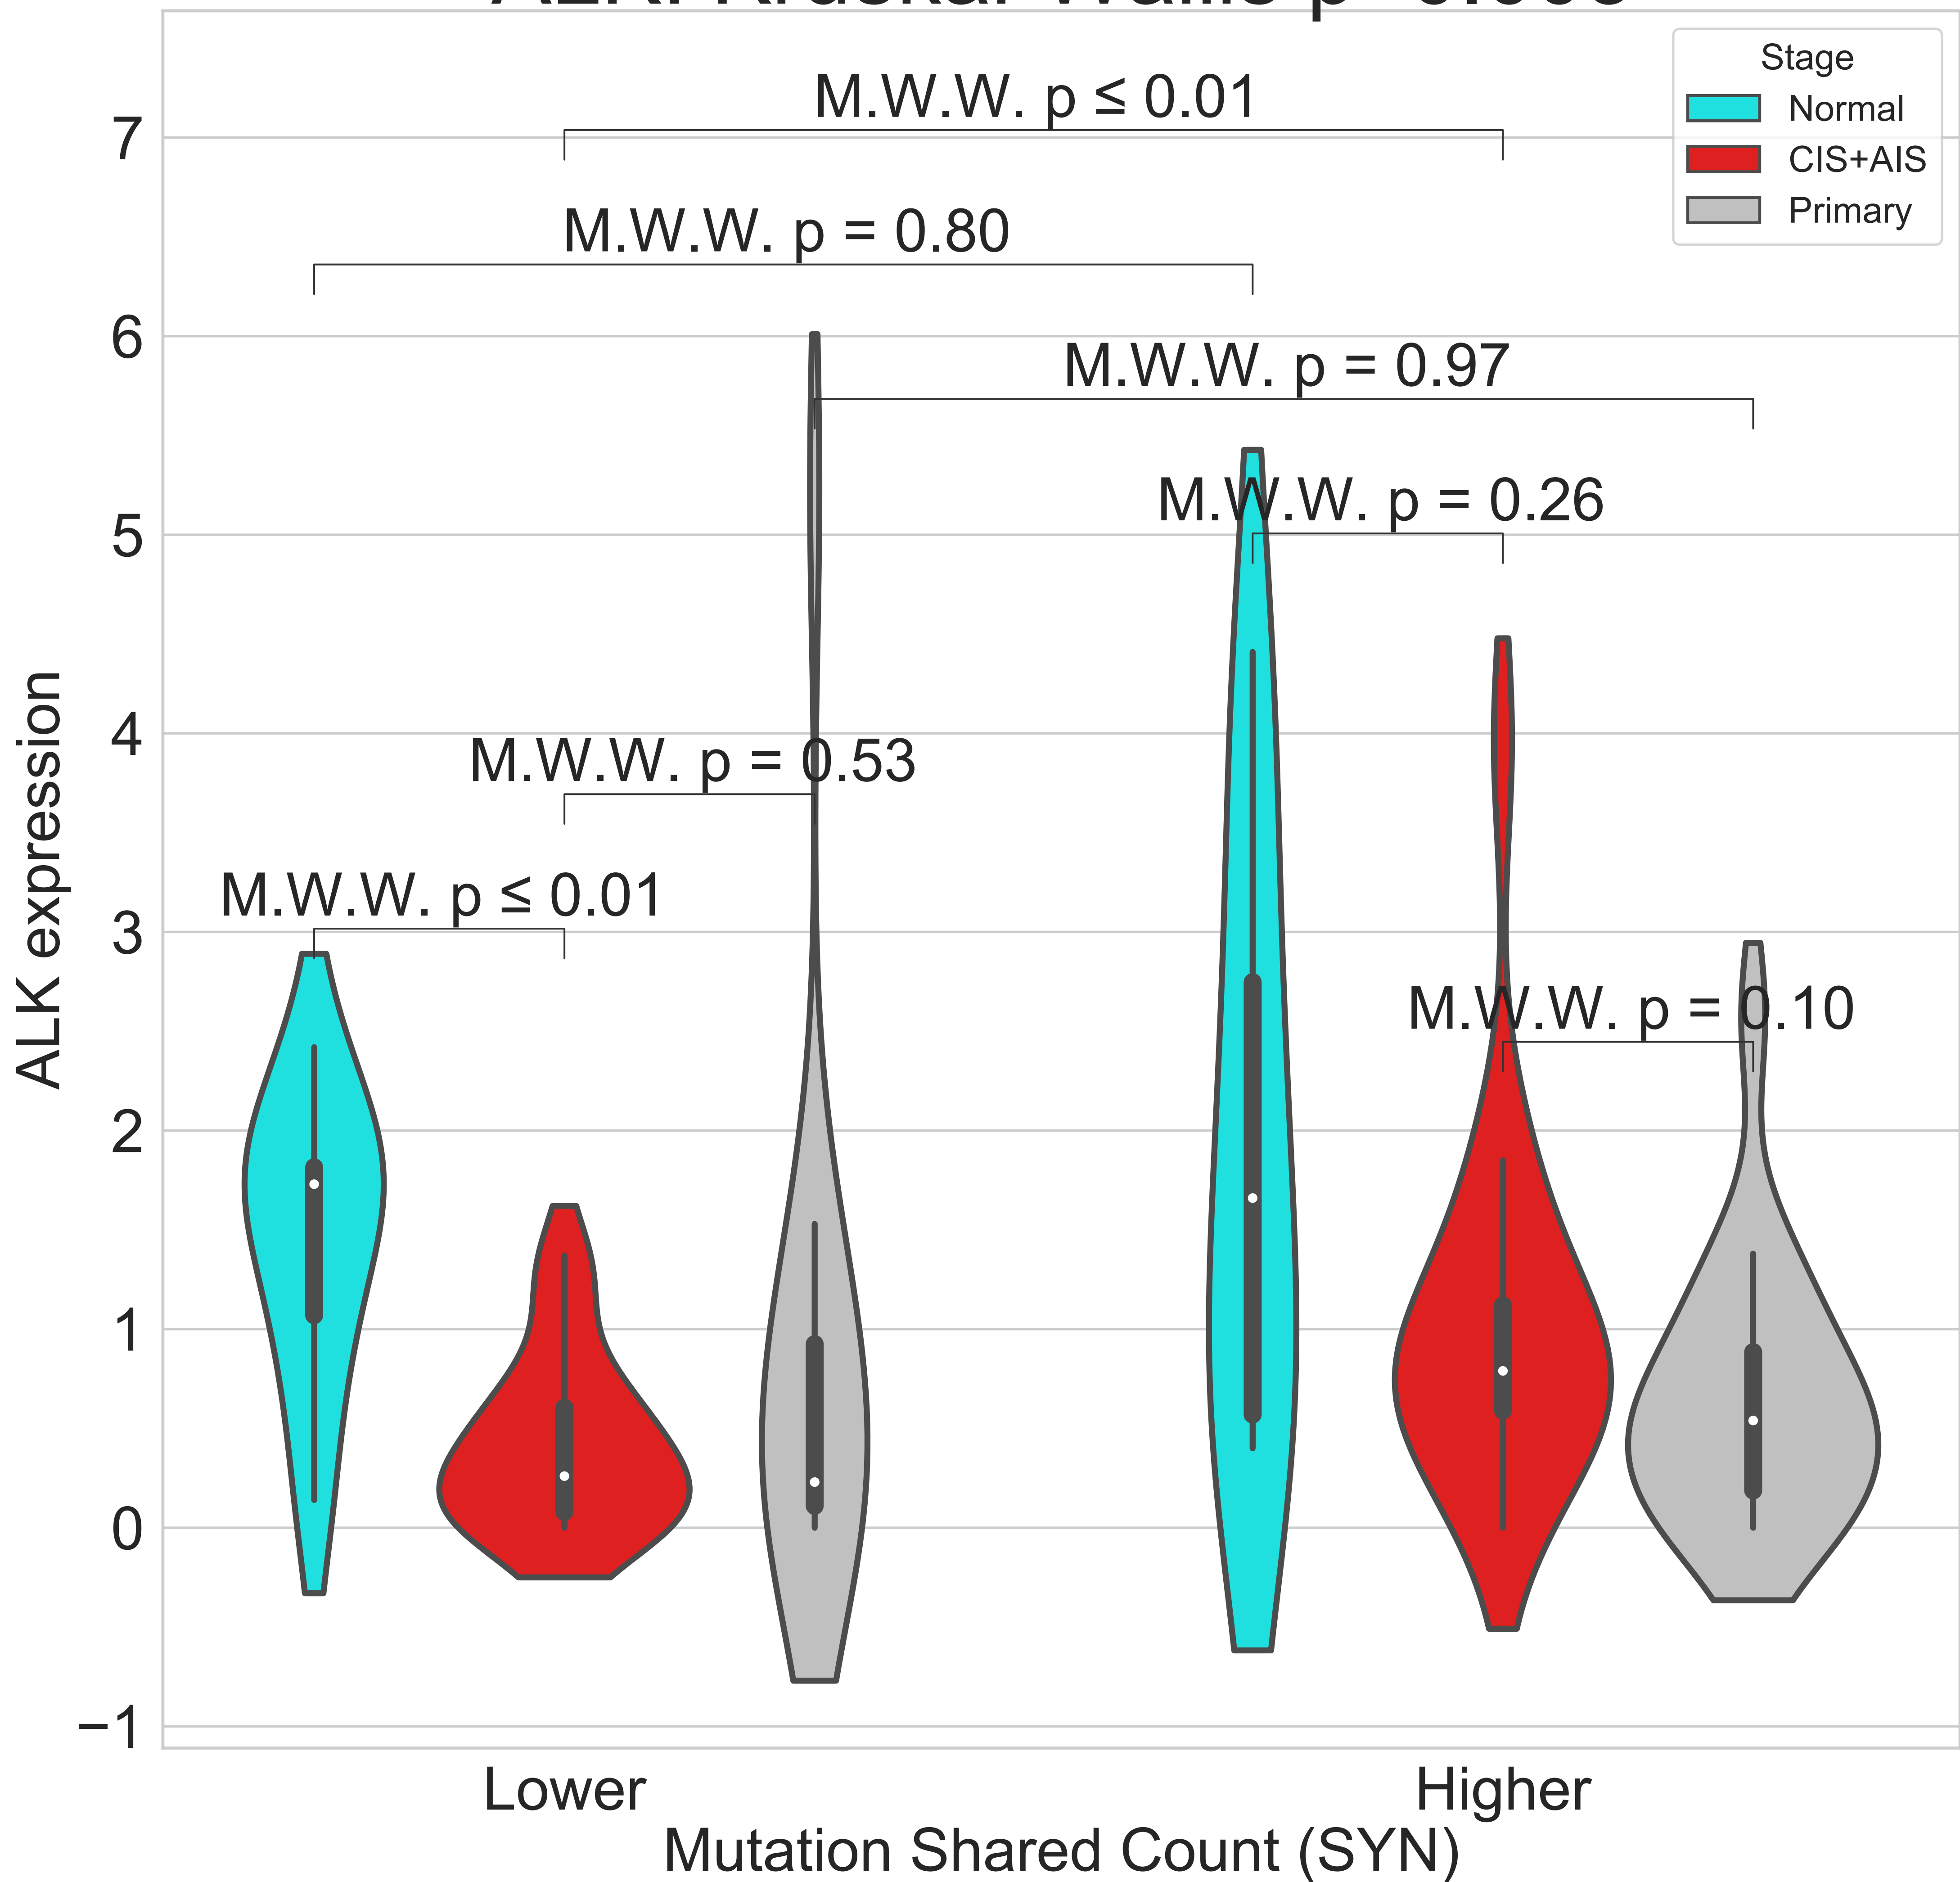 Stage
Normal
CIS+AIS
Primary
M.W.W. p ≤ 0.01
M.W.W. p = 0.80
M.W.W. p = 0.97
M.W.W. p = 0.26
M.W.W. p = 0.53
M.W.W. p ≤ 0.01
M.W.W. p = 0.10
7
6
5
4
3
2
1
0
−1
ALK expression
Lower
Higher
Mutation Shared Count (SYN)